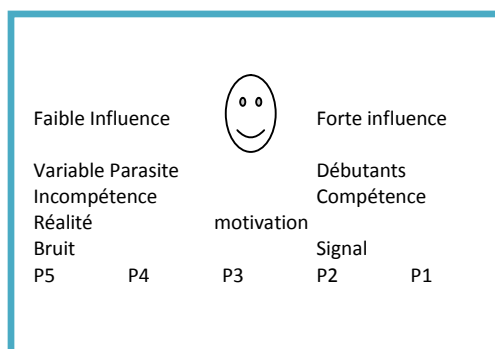 Faible Influence Forte influence
Variable Parasite Débutants
Incompétence Compétence
Réalité motivation
Bruit Signal
P5 P4 P3 P2 P1